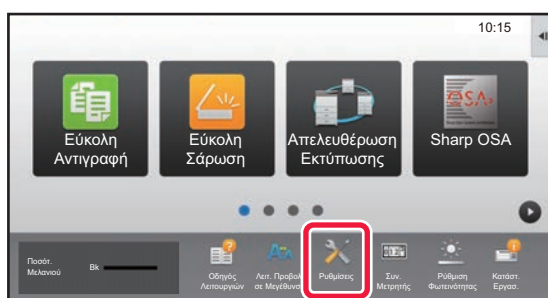 10:15
Εύκολη
Αντιγραφή
Εύκολη
Σάρωση
Απελευθέρωση
Εκτύπωσης
OSA
Sharp OSA
Ποσότ.
Μελανιού
Bk
Οδηγός
Λειτουργιών
Λειτ. Προβολ
σε Μεγέθυνσ
Ρυθμίσεις
Συν.
Μετρητής
Ρύθμιση
Φωτεινότητας
Κατάστ.
Εργασ.